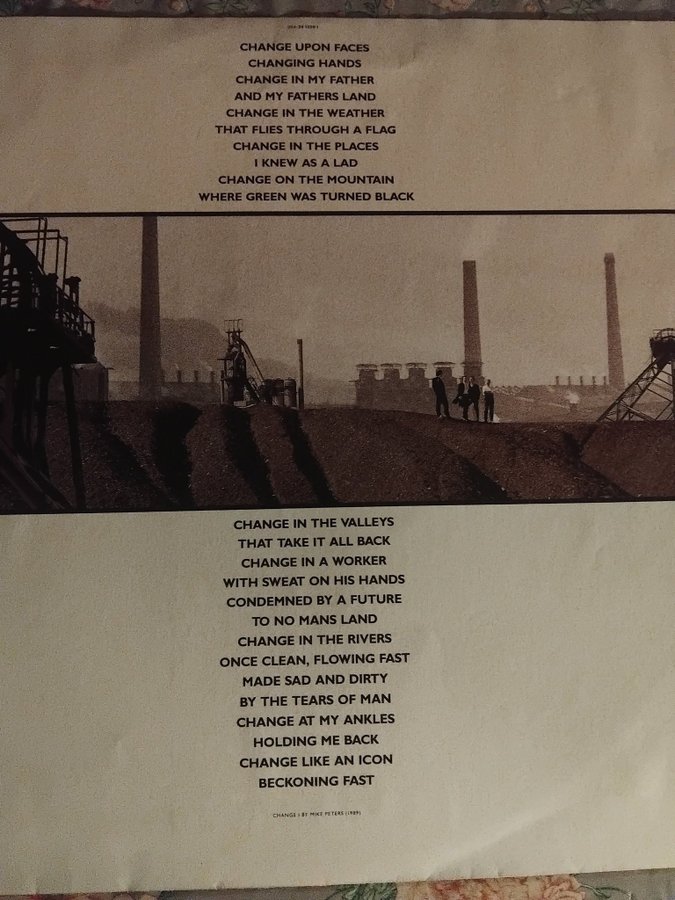 CHANGE UPON FACES
CHANGING HANDS
CHANGE IN MY FATHER
AND MY FATHERS LAND
CHANGE IN THE WEATHER
THAT FLIES THROUGH A FLAG
CHANGE IN THE PLACES
I KNEW AS A LAD
CHANGE ON THE MOUNTAIN
WHERE GREEN WAS TURNED BLACK
CHANGE IN THE VALLEYS
THAT TAKE IT ALL BACK
CHANGE IN A WORKER
WITH SWEAT ON HIS HANDS
CONDEMNED BY A FUTURE
TO NO MANS LAND
CHANGE IN THE RIVERS
ONCE CLEAN, FLOWING FAST
MADE SAD AND DIRTY
BY THE TEARS OF MAN
CHANGE AT MY ANKLES
HOLDING ME BACK
CHANGE LIKE AN ICON
BECKONING FAST
CHANGE I BY MIKE PETERS (1989)